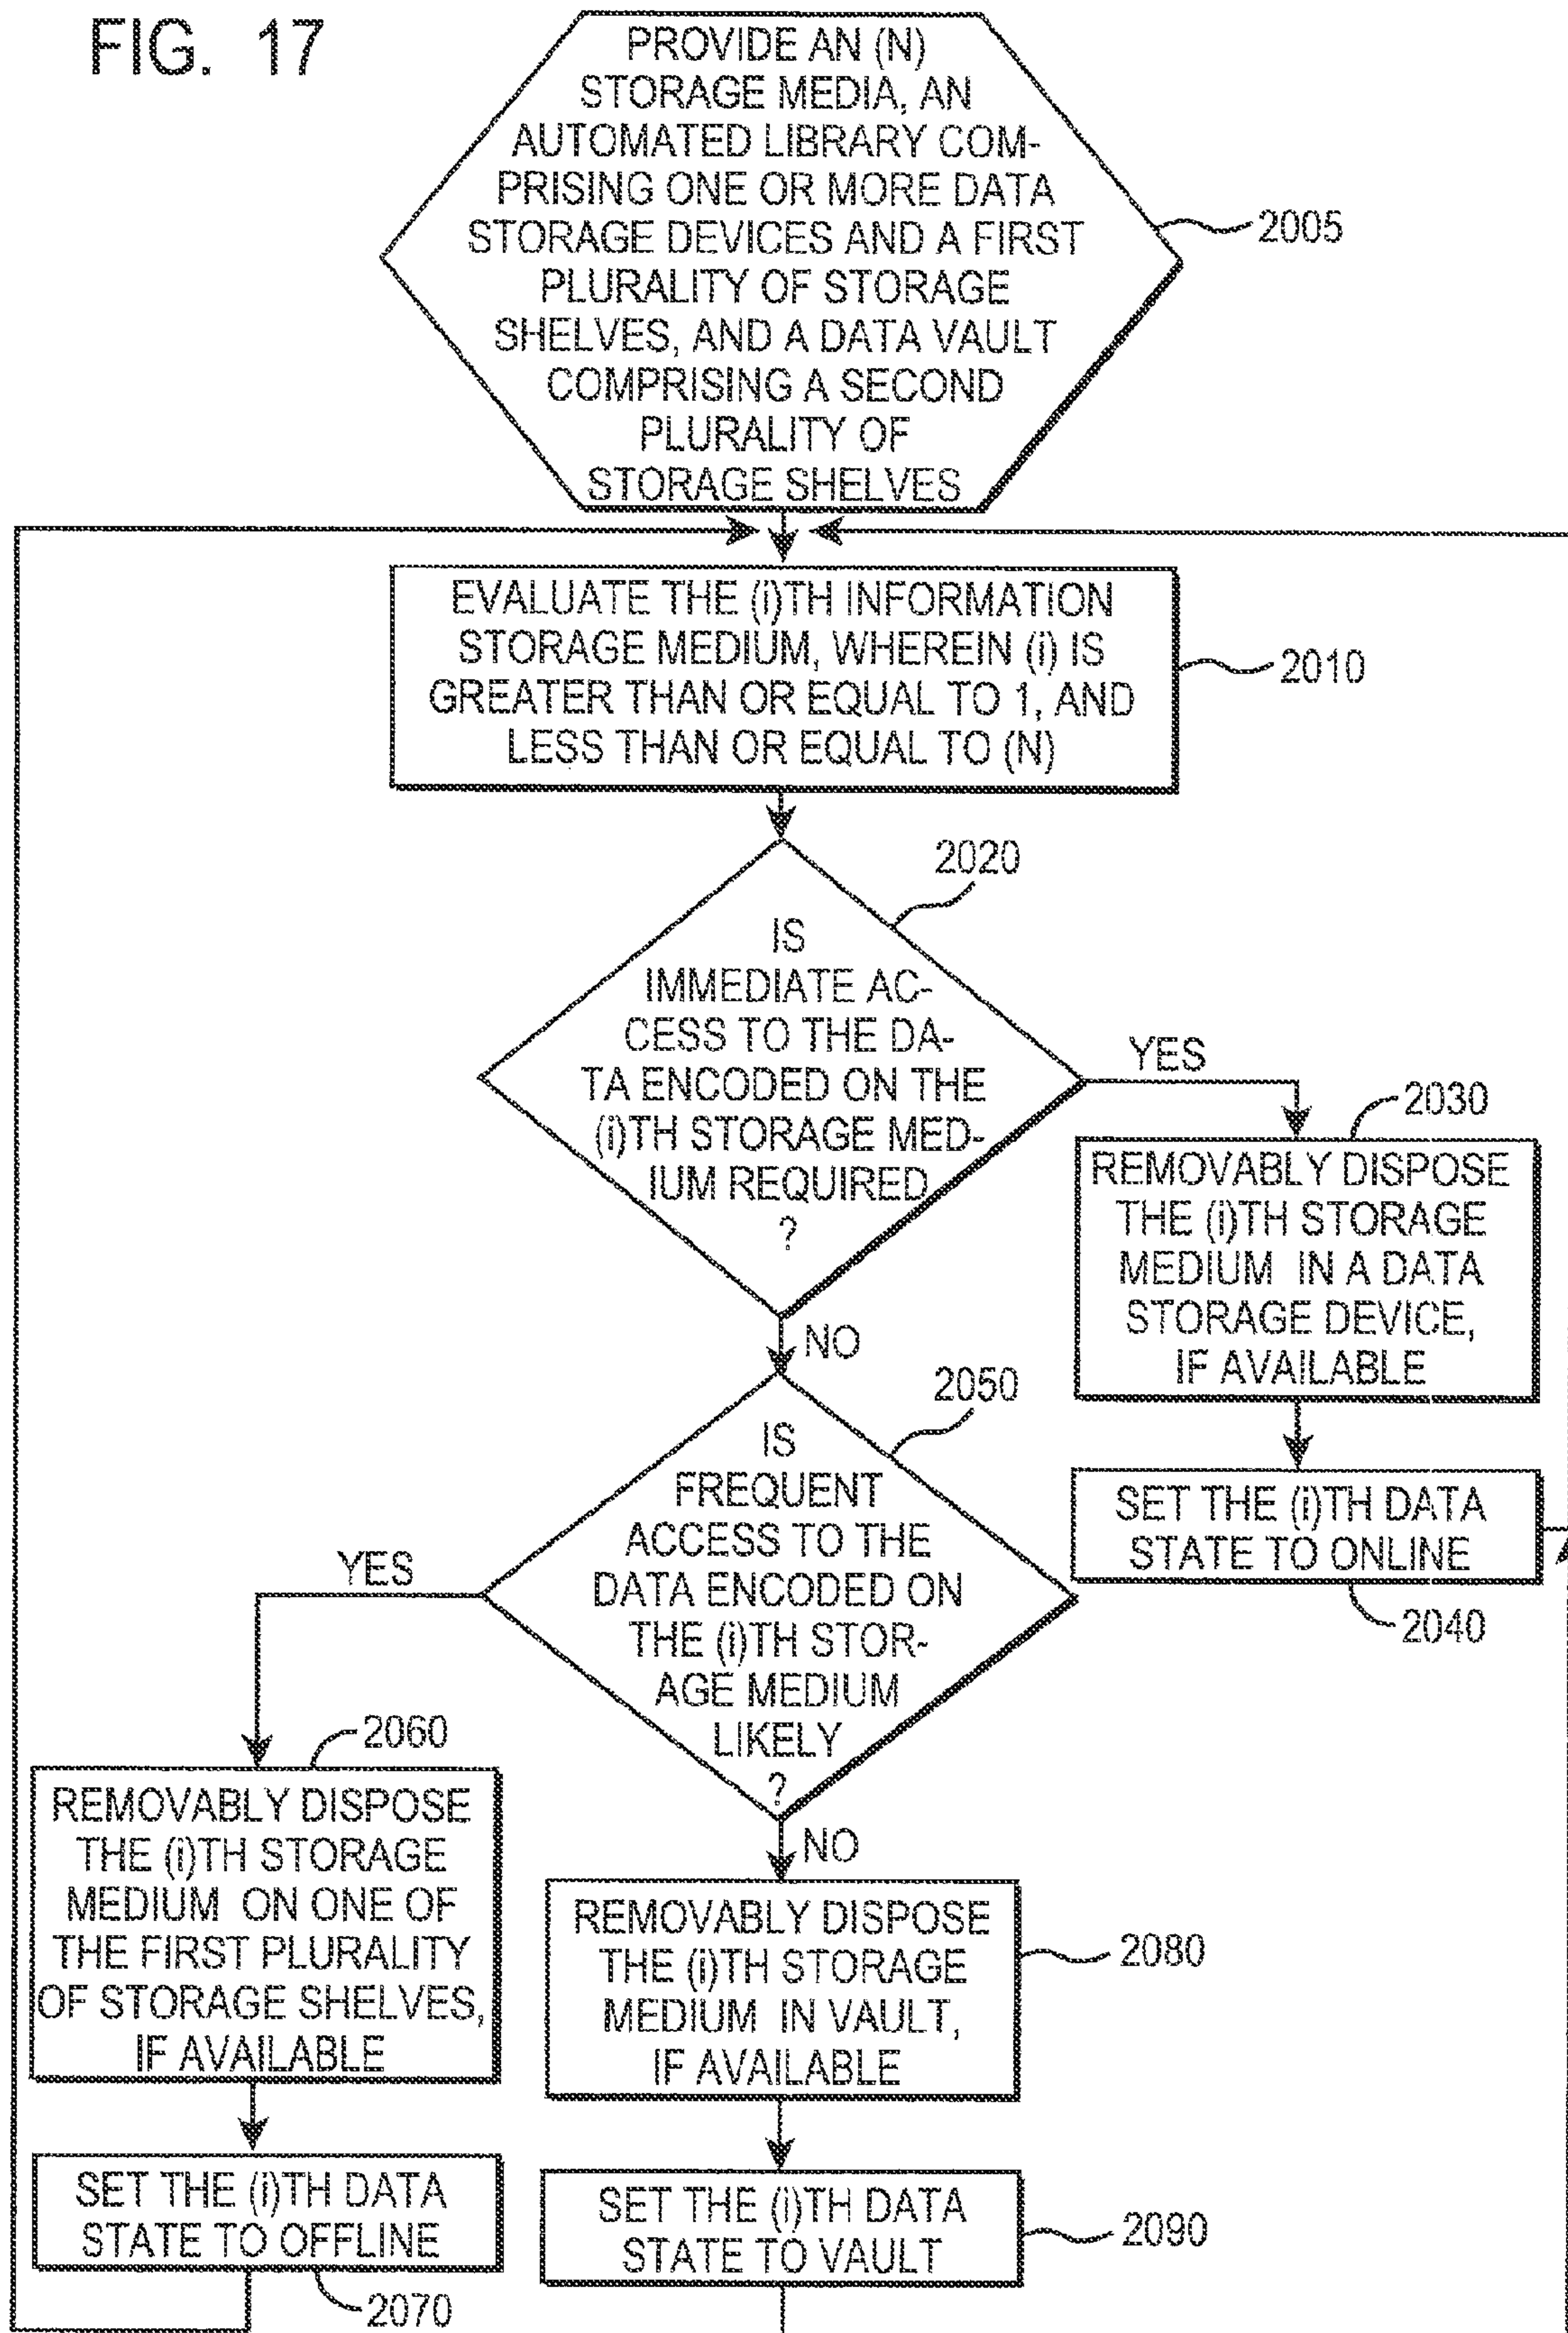 FIG. 17
PROVIDE AN (N)
STORAGE MEDIA, AN
AUTOMATED LIBRARY COM-
PRISING ONE OR MORE DATA
STORAGE DEVICES AND A FIRST
PLURALITY OF STORAGE
SHELVES, AND A DATA VAULT
COMPRISING A SECOND
PLURALITY OF
STORAGE SHELVES
2005
EVALUATE THE (i)TH INFORMATION
STORAGE MEDIUM, WHEREIN (i) IS
GREATER THAN OR EQUAL TO 1, AND
LESS THAN OR EQUAL TO (N)
2010
2020
IS
IMMEDIATE AC-
CESS TO THE DA-
TA ENCODED ON THE
(i)TH STORAGE MED-
IUM REQUIRED
?
YES
NO
2030
REMOVABLY DISPOSE
THE (i)TH STORAGE
MEDIUM IN A DATA
STORAGE DEVICE,
IF AVAILABLE
SET THE (i)TH DATA
STATE TO ONLINE
2040
2050
IS
FREQUENT
ACCESS TO THE
DATA ENCODED ON
THE (i)TH STOR-
AGE MEDIUM
LIKELY
?
YES
NO
2060
REMOVABLY DISPOSE
THE (i)TH STORAGE
MEDIUM ON ONE OF
THE FIRST PLURALITY
OF STORAGE SHELVES,
IF AVAILABLE
SET THE (i)TH DATA
STATE TO OFFLINE
2070
REMOVABLY DISPOSE
THE (i)TH STORAGE
MEDIUM IN VAULT,
IF AVAILABLE
2080
SET THE (i)TH DATA
STATE TO VAULT
2090